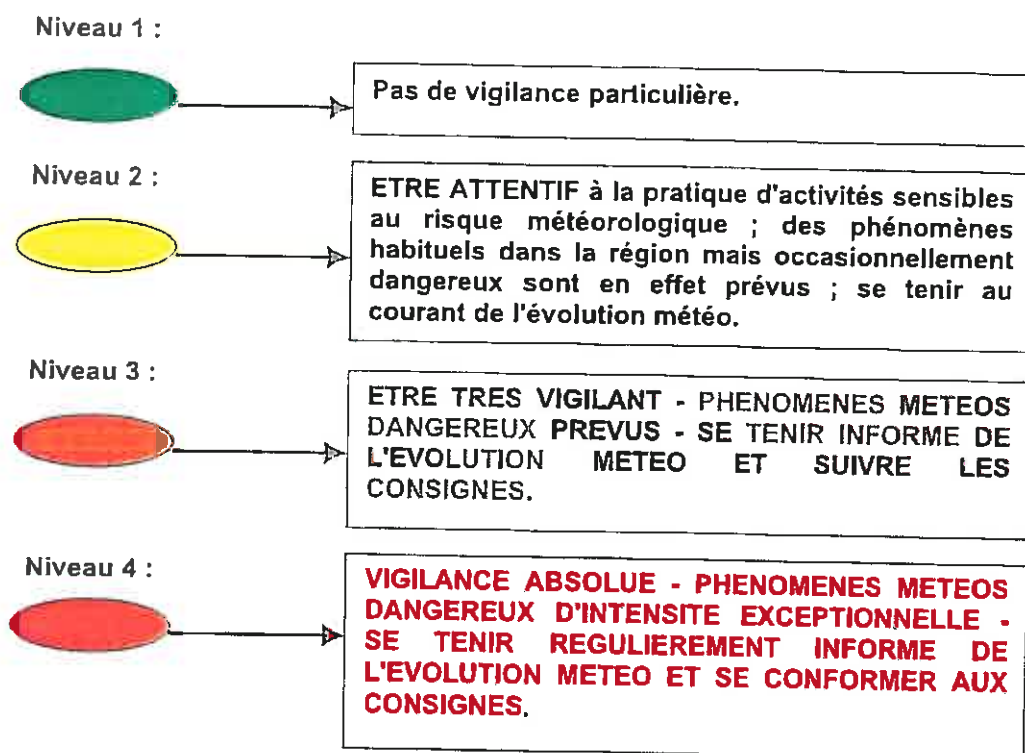 Niveau 1 :
Pas de vigilance particulière.
Niveau 2 :
ETRE ATTENTIF à la pratique d'activités sensibles
au risque météorologique ; des phénomènes
habituels dans la région mais occasionnellement
dangereux sont en effet prévus ; se tenir au
courant de l'évolution météo.
Niveau 3 :
ETRE TRES VIGILANT - PHENOMENES METEOS
DANGEREUX PREVUS - SE TENIR INFORME DE
L'EVOLUTION METEO ET SUIVRE LES
CONSIGNES.
Niveau 4 :
VIGILANCE ABSOLUE - PHENOMENES METEOS
DANGEREUX D'INTENSITE EXCEPTIONNELLE -
SE TENIR REGULIEREMENT INFORME DE
L'EVOLUTION METEO ET SE CONFORMER AUX
CONSIGNES.